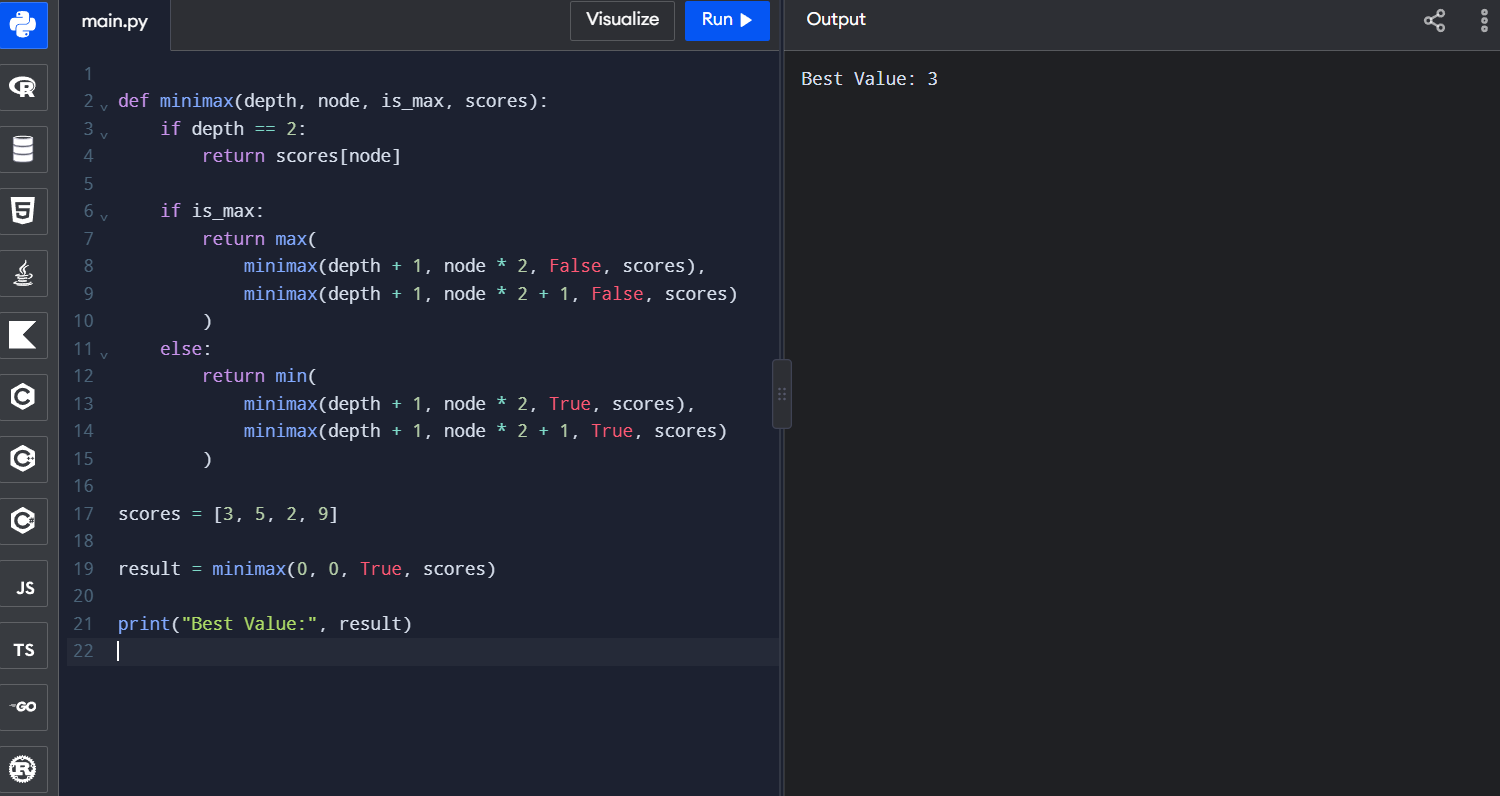 main.py
Visualize
Run
Output
Best Value: 3
1
2 def minimax(depth, node, is_max, scores):
3     if depth == 2:
4         return scores[node]
5
6     if is_max:
7         return max(
8             minimax(depth + 1, node * 2, False, scores),
9             minimax(depth + 1, node * 2 + 1, False, scores)
10         )
11     else:
12         return min(
13             minimax(depth + 1, node * 2, True, scores),
14             minimax(depth + 1, node * 2 + 1, True, scores)
15         )
16
17 scores = [3, 5, 2, 9]
18
19 result = minimax(0, 0, True, scores)
20
21 print("Best Value:", result)
22
R
5
C
C
C#
JS
TS
GO
R